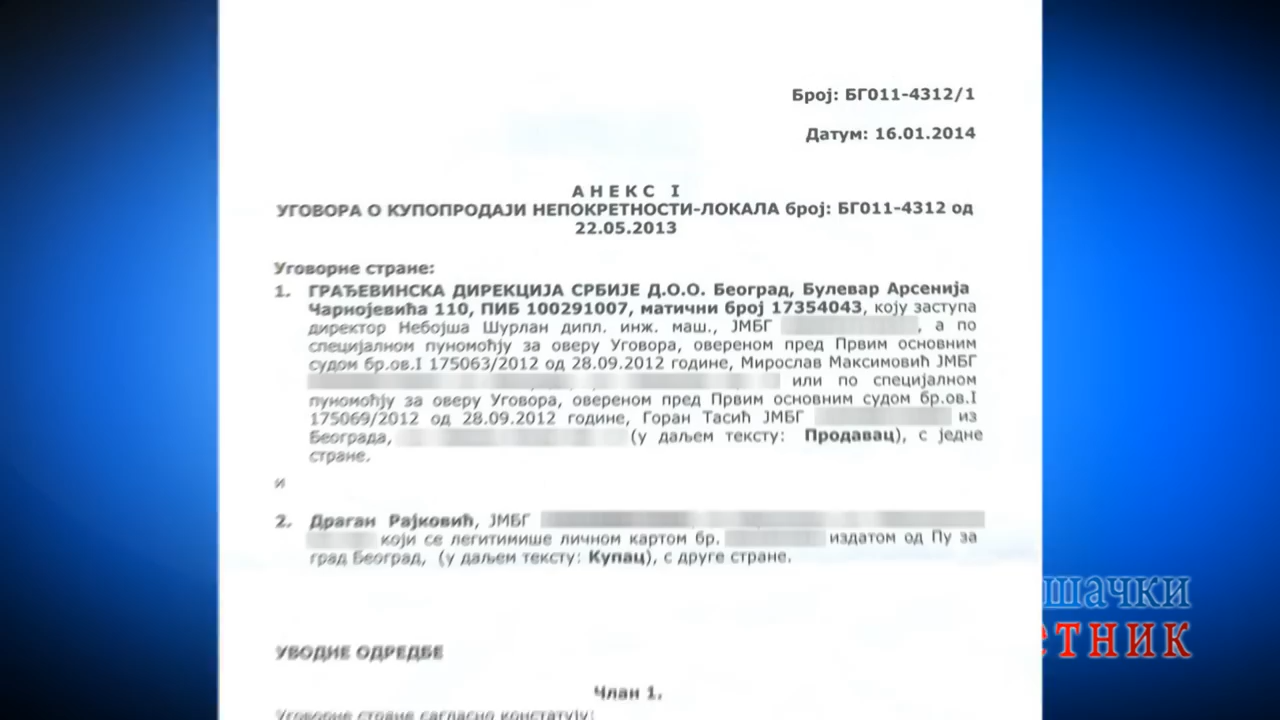 Број: БГ011-4312/1
Датум: 16.01.2014
А Н Е К С I
УГОВОРА О КУПОПРОДАЈИ НЕПОКРЕТНОСТИ-ЛОКАЛА број: БГ011-4312 од
22.05.2013
Уговорне стране:
1. ГРАЂЕВИНСКА ДИРЕКЦИЈА СРБИЈЕ Д.О.О. Београд, Булевар Арсенија
Чарнојевића 110, ПИБ 100291007, матични број 17354043, коју заступа
директор Небојша Шурлан дипл. инж. маш., ЈМБГ , а по
специјалном пуномоћју за оверу Уговора, овереном пред Првим основним
судом бр.ов.I 175063/2012 од 28.09.2012 године, Мирослав Максимовић ЈМБГ
или по специјалном
пуномоћју за оверу Уговора, овереном пред Првим основним судом бр.ов.I
175069/2012 од 28.09.2012 године, Горан Тасић ЈМБГ из
Београда, (у даљем тексту: Продавац), с једне
стране.
и
2. Драган Рајковић, ЈМБГ
који се легитимише личном картом бр. издатом од Пу за
град Београд, (у даљем тексту: Купац), с друге стране.
УВОДНЕ ОДРЕДБЕ
Члан 1.
Уговорне стране сагласно констатују:
шачки
етник